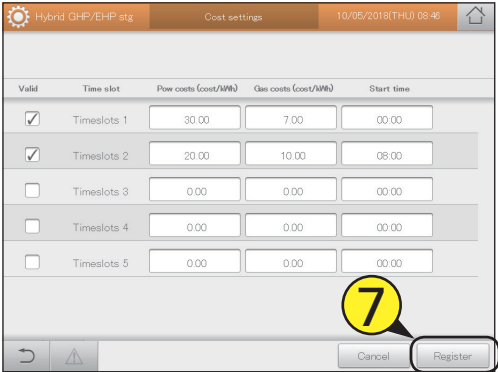 Hybrid GHP/EHP stg Cost settings 10/05/2018(THU) 08:46
Valid Time slot Pow costs (cost/kWh) Gas costs (cost/kWh) Start time
Timeslots 1 30.00 7.00 00:00
Timeslots 2 20.00 10.00 08:00
Timeslots 3 0.00 0.00 00:00
Timeslots 4 0.00 0.00 00:00
Timeslots 5 0.00 0.00 00:00
7
Cancel Register